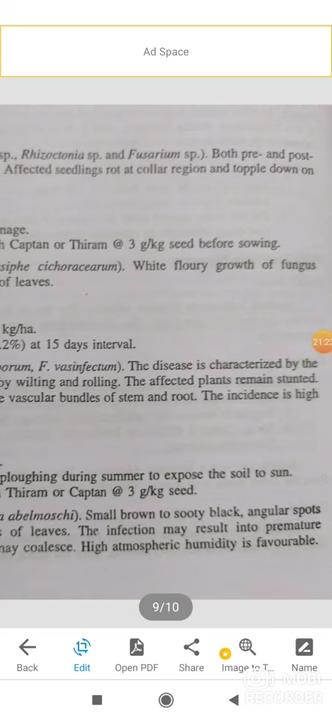 Ad Space
sp., Rhizoctonia sp. and Fusarium sp.). Both pre- and post-
Affected seedlings rot at collar region and topple down on
nage.
h Captan or Thiram @ 3 g/kg seed before sowing.
siphe cichoracearum). White floury growth of fungus
of leaves.
kg/ha.
.2%) at 15 days interval.
21:2
porum, F. vasinfectum). The disease is characterized by the
by wilting and rolling. The affected plants remain stunted.
e vascular bundles of stem and root. The incidence is high
ploughing during summer to expose the soil to sun.
Thiram or Captan @ 3 g/kg seed.
a abelmoschi). Small brown to sooty black, angular spots
s of leaves. The infection may result into premature
may coalesce. High atmospheric humidity is favourable.
9/10
Back Edit Open PDF Share Image to T... Name
RECORDER